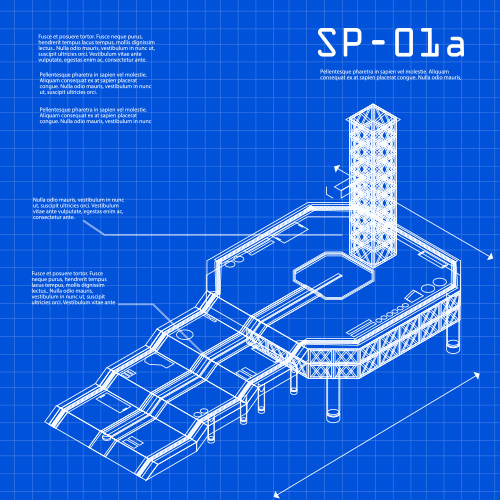 SP-01a
Fusce et posuere tortor. Fusce neque purus,
hendrerit tempus lacus tempus, mollis dignissim
lectus.. Nulla odio mauris, vestibulum in nunc ut,
suscipit ultricies orci. Vestibulum vitae ante
vulputate, egestas enim ac, consectetur ante.
Pellentesque pharetra in sapien vel molestie.
Aliquam consequat ex at sapien placerat
congue. Nulla odio mauris, vestibulum in nunc
ut, suscipit ultricies orci.
Pellentesque pharetra in sapien vel molestie.
Aliquam consequat ex at sapien placerat
congue. Nulla odio mauris, vestibulum in nunc
Pellentesque pharetra in sapien vel molestie. Aliquam
consequat ex at sapien placerat congue. Nulla odio mauris,
Nulla odio mauris, vestibulum in nunc
ut, suscipit ultricies orci. Vestibulum
vitae ante vulputate, egestas enim ac,
consectetur ante.
Fusce et posuere tortor. Fusce
neque purus, hendrerit tempus
lacus tempus, mollis dignissim
lectus.. Nulla odio mauris,
vestibulum in nunc ut, suscipit
ultricies orci. Vestibulum vitae ante